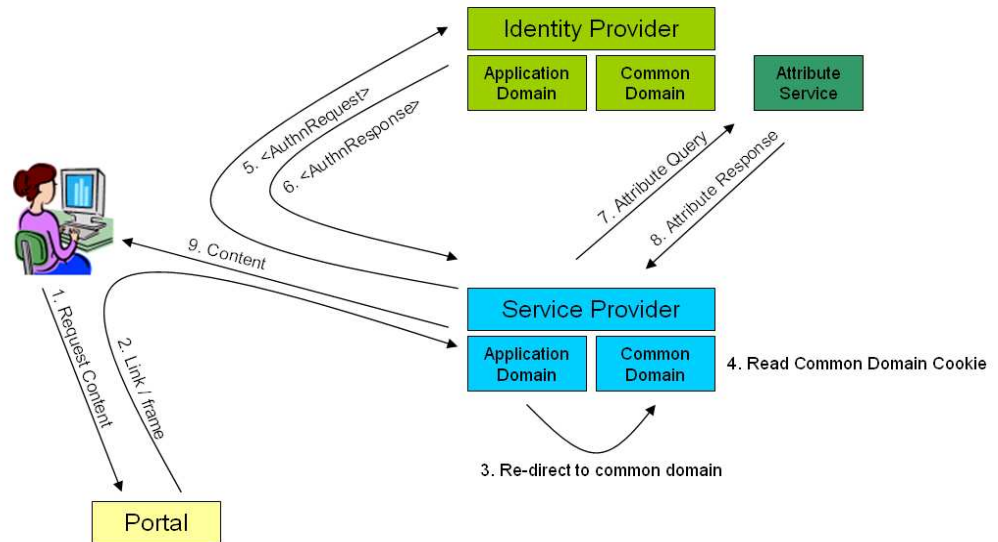 Identity Provider
Application
Domain
Common
Domain
Attribute
Service
5. <AuthnRequest>
6. <AuthnResponse>
7. Attribute Query
8. Attribute Response
9. Content
Service Provider
Application
Domain
Common
Domain
4. Read Common Domain Cookie
1. Request Content
2. Link / frame
3. Re-direct to common domain
Portal